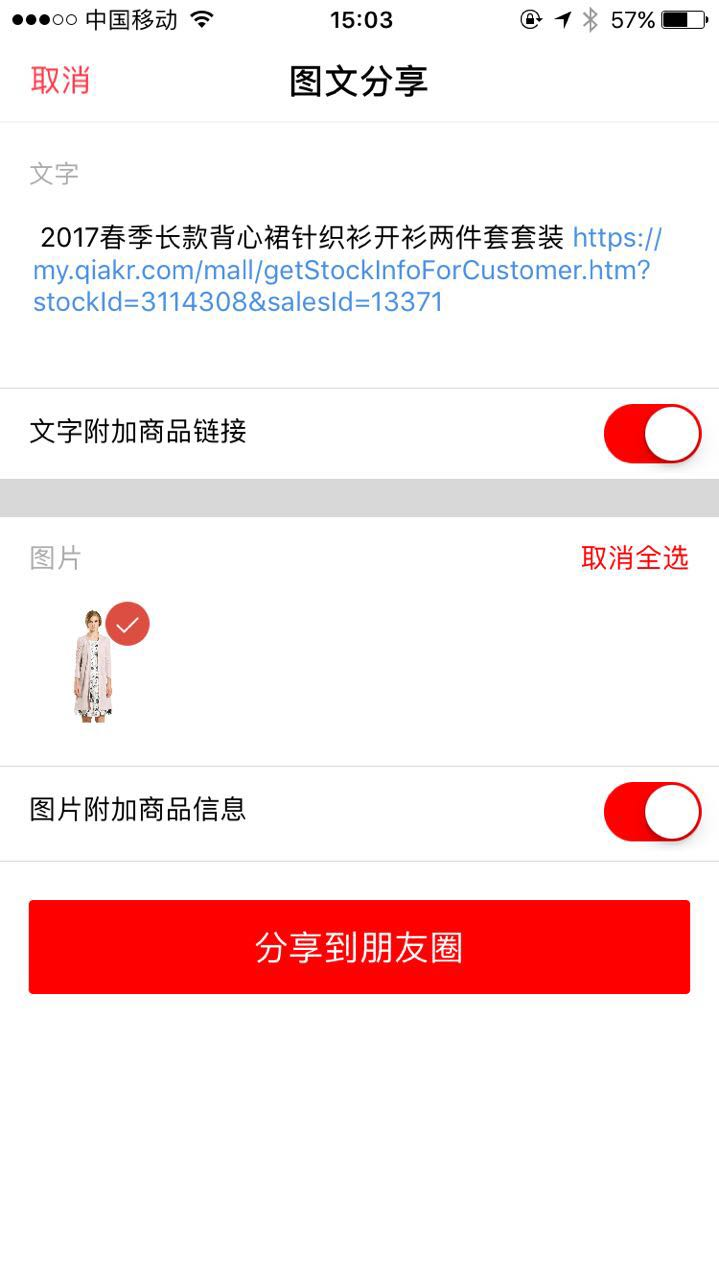 中国移动 15:03 57%
取消 图文分享
文字
2017春季长款背心裙针织衫开衫两件套套装 https://
my.qiakr.com/mall/getStockInfoForCustomer.htm?
stockId=3114308&salesId=13371
文字附加商品链接
图片 取消全选
图片附加商品信息
分享到朋友圈